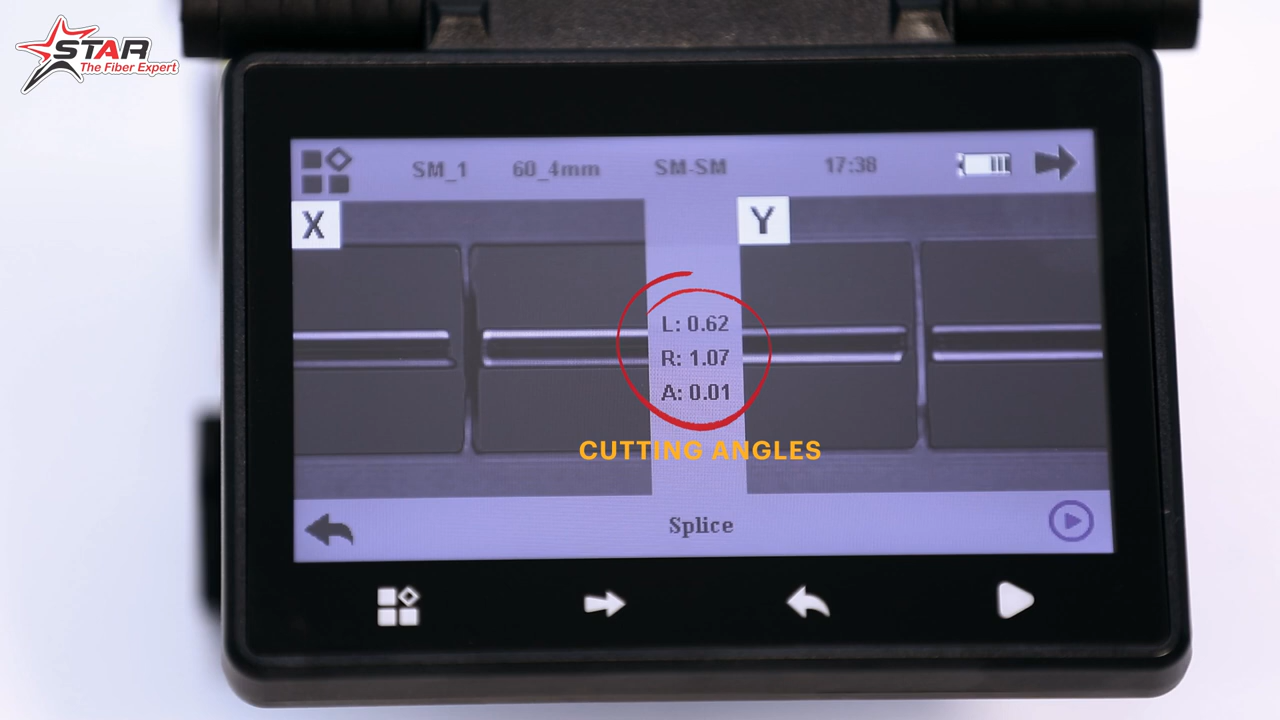 STAR
The Fiber Expert
SM_1 60_4mm SM-SM 17:38
X Y
L: 0.62
R: 1.07
A: 0.01
CUTTING ANGLES
Splice